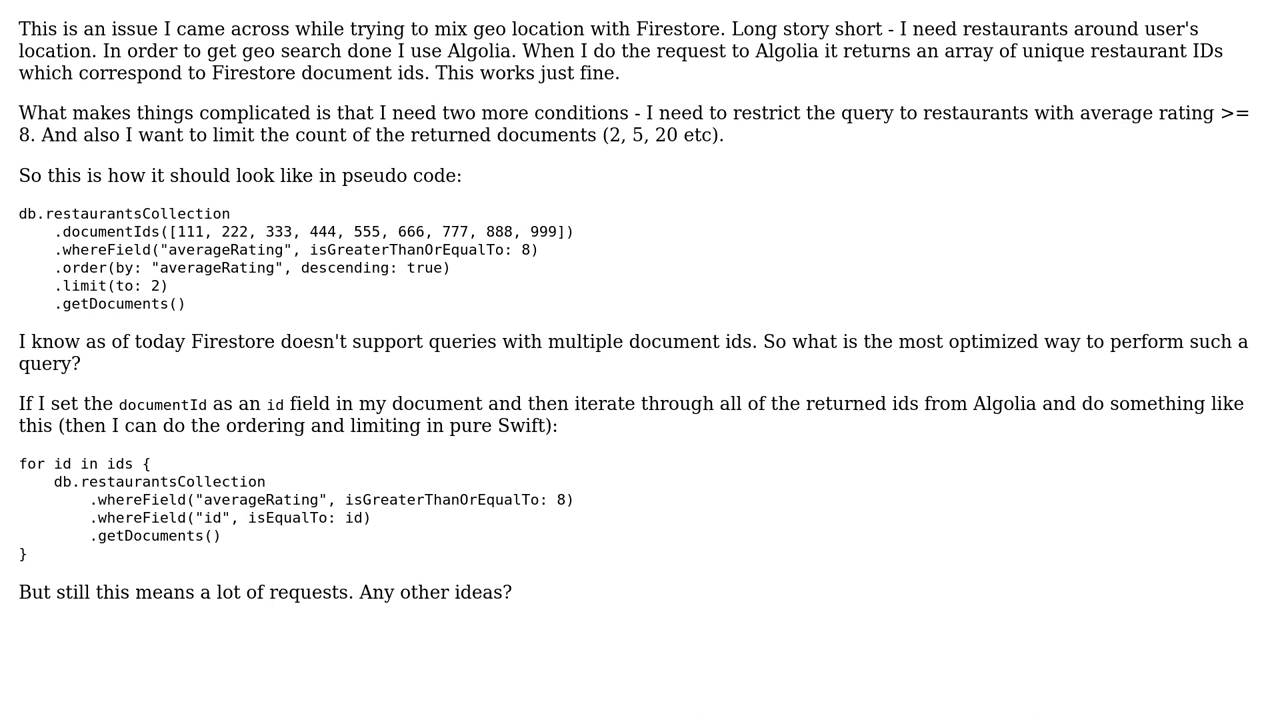 This is an issue I came across while trying to mix geo location with Firestore. Long story short - I need restaurants around user's
location. In order to get geo search done I use Algolia. When I do the request to Algolia it returns an array of unique restaurant IDs
which correspond to Firestore document ids. This works just fine.
What makes things complicated is that I need two more conditions - I need to restrict the query to restaurants with average rating >=
8. And also I want to limit the count of the returned documents (2, 5, 20 etc).
So this is how it should look like in pseudo code:
db.restaurantsCollection
    .documentIds([111, 222, 333, 444, 555, 666, 777, 888, 999])
    .whereField("averageRating", isGreaterThanOrEqualTo: 8)
    .order(by: "averageRating", descending: true)
    .limit(to: 2)
    .getDocuments()
I know as of today Firestore doesn't support queries with multiple document ids. So what is the most optimized way to perform such a
query?
If I set the documentId as an id field in my document and then iterate through all of the returned ids from Algolia and do something like
this (then I can do the ordering and limiting in pure Swift):
for id in ids {
    db.restaurantsCollection
        .whereField("averageRating", isGreaterThanOrEqualTo: 8)
        .whereField("id", isEqualTo: id)
        .getDocuments()
}
But still this means a lot of requests. Any other ideas?